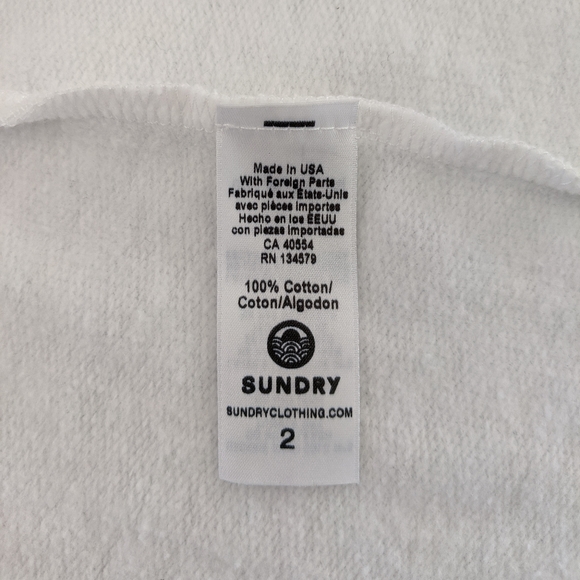 Made In USA
With Foreign Parts
Fabriqué aux États-Unis
avec pièces importes
Hecho en los EEUU
con piezas importadas
CA 40554
RN 134579
100% Cotton/
Coton/Algodon
SUNDRY
SUNDRYCLOTHING.COM
2